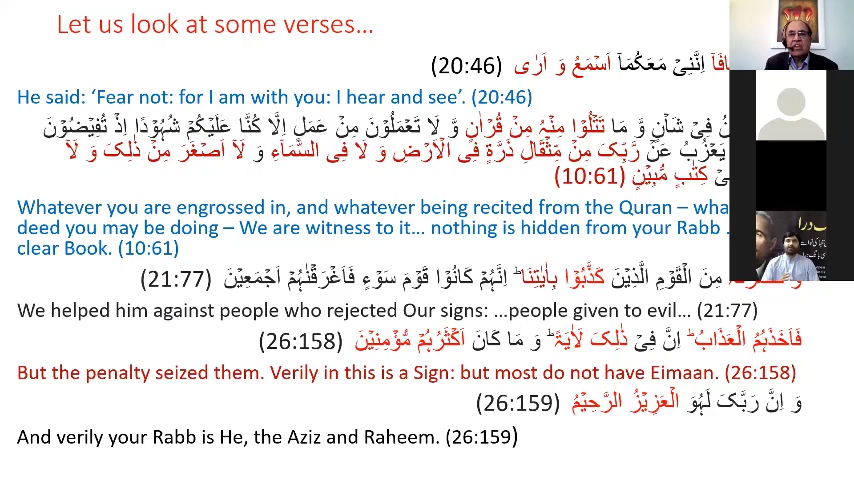 Let us look at some verses...
اِنَّنِیْ مَعَکُمَاۤ اَسْمَعُ وَ اَرٰی (20:46)
He said: ‘Fear not: for I am with you: I hear and see’. (20:46)
فِیْ شَاْنٍ وَّ مَا تَتْلُوْا مِنْہُ مِنْ قُرْاٰنٍ وَّ لَا تَعْمَلُوْنَ مِنْ عَمَلٍ اِلَّا کُنَّا عَلَیْکُمْ شُہُوْدًا اِذْ تُفِیْضُوْنَ
یَعْزُبُ عَنْ رَّبِّکَ مِنْ مِّثْقَالِ ذَرَّۃٍ فِی الْاَرْضِ وَ لَا فِی السَّمَآءِ وَ لَاۤ اَصْغَرَ مِنْ ذٰلِکَ وَ لَاۤ
کِتٰبٍ مُّبِیْنٍ (10:61)
Whatever you are engrossed in, and whatever being recited from the Quran – 
deed you may be doing – We are witness to it... nothing is hidden from your Rabb
clear Book. (10:61)
مِنَ الْقَوْمِ الَّذِیْنَ کَذَّبُوْا بِاٰیٰتِنَا ؕ اِنَّہُمْ کَانُوْا قَوْمَ سَوْءٍ فَاَغْرَقْنٰہُمْ اَجْمَعِیْنَ (21:77)
We helped him against people who rejected Our signs: ...people given to evil... (21:77)
فَاَخَذَہُمُ الْعَذَابُ ؕ اِنَّ فِیْ ذٰلِکَ لَاٰیَۃً ؕ وَ مَا کَانَ اَکْثَرُہُمْ مُّؤْمِنِیْنَ (26:158)
But the penalty seized them. Verily in this is a Sign: but most do not have Eimaan. (26:158)
وَ اِنَّ رَبَّکَ لَہُوَ الْعَزِیْزُ الرَّحِیْمُ (26:159)
And verily your Rabb is He, the Aziz and Raheem. (26:159)